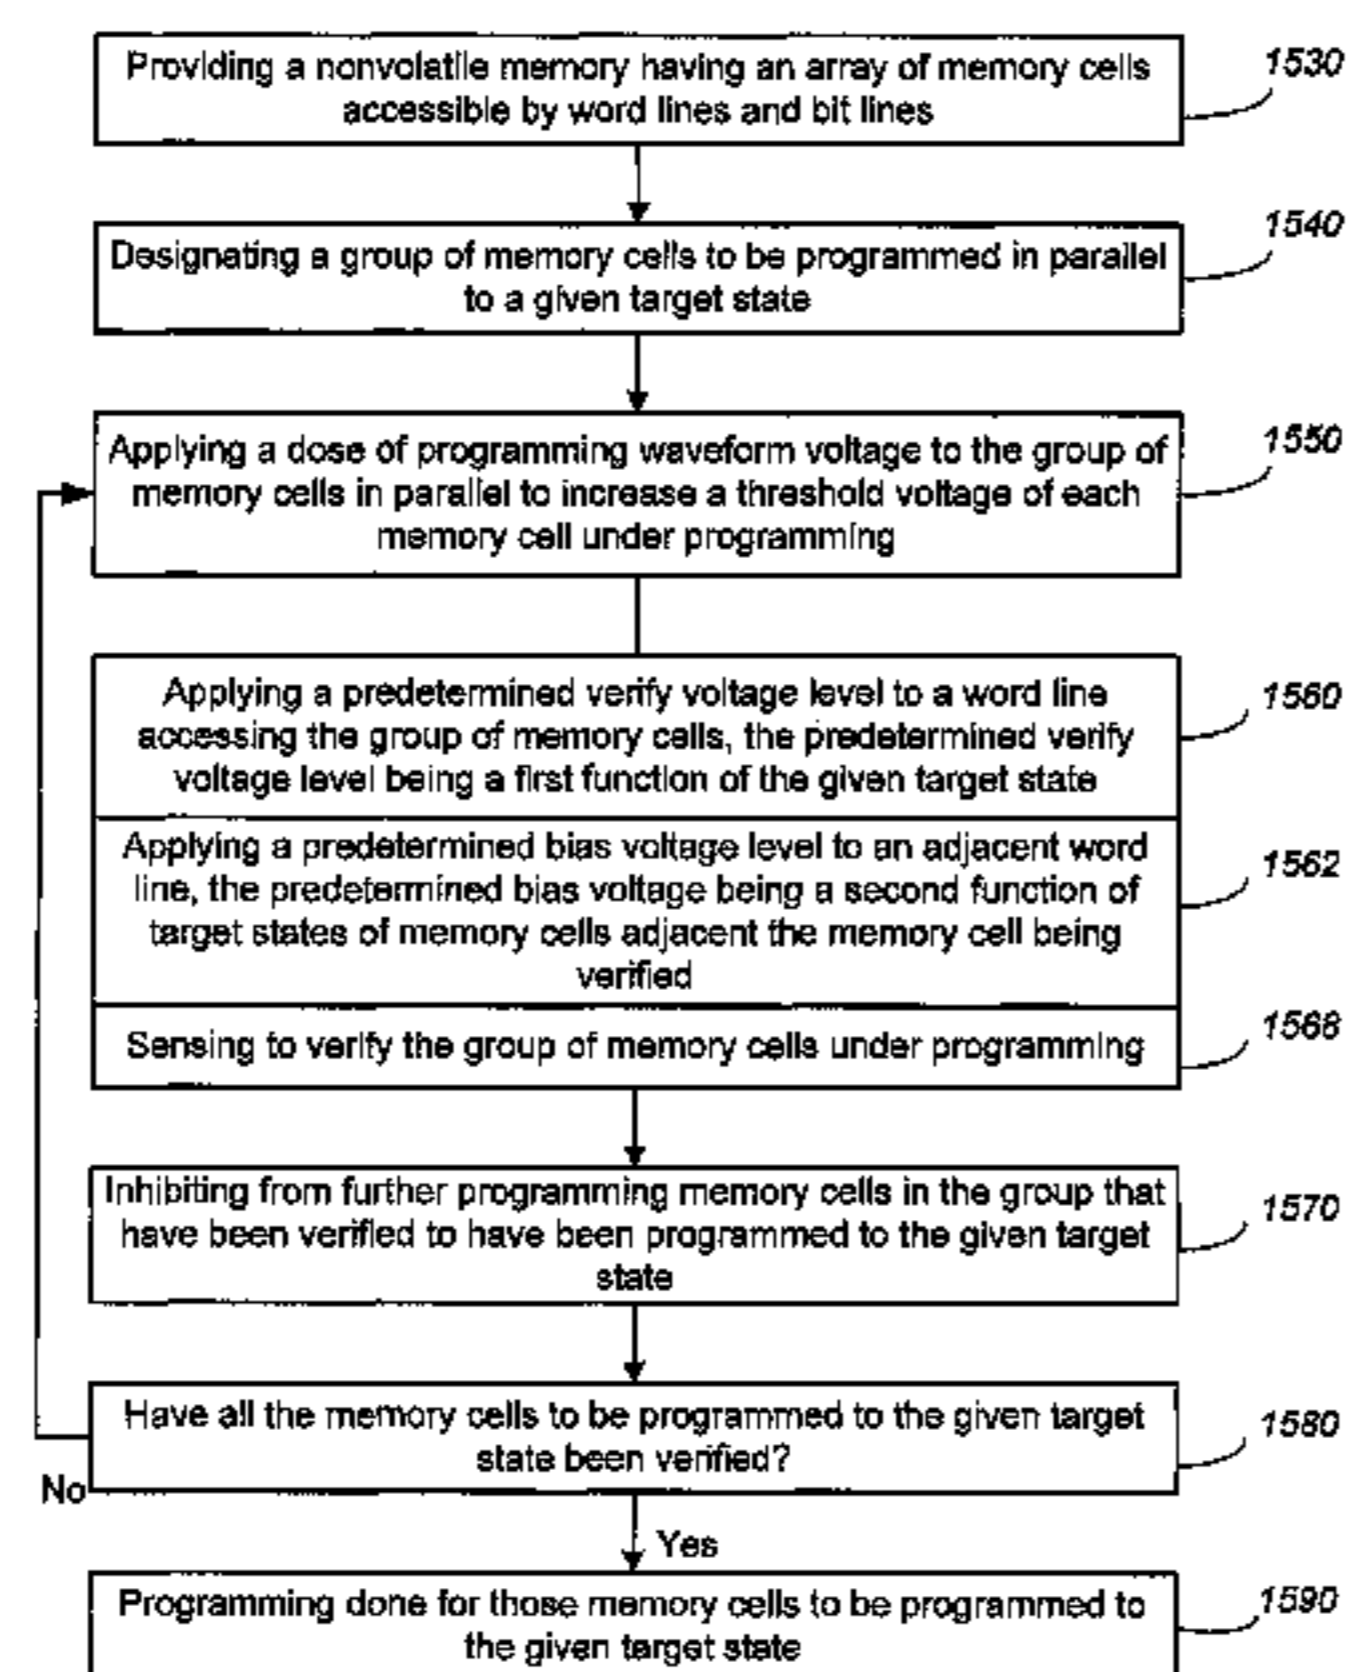 Providing a nonvolatile memory having an array of memory cells
accessible by word lines and bit lines
1530
Designating a group of memory cells to be programmed in parallel
to a given target state
1540
Applying a dose of programming waveform voltage to the group of
memory cells in parallel to increase a threshold voltage of each
memory cell under programming
1550
Applying a predetermined verify voltage level to a word line
accessing the group of memory cells, the predetermined verify
voltage level being a first function of the given target state
1560
Applying a predetermined bias voltage level to an adjacent word
line, the predetermined bias voltage being a second function of
target states of memory cells adjacent the memory cell being
verified
1562
Sensing to verify the group of memory cells under programming
1566
Inhibiting from further programming memory cells in the group that
have been verified to have been programmed to the given target
state
1570
Have all the memory cells to be programmed to the given target
state been verified?
1580
No
Yes
Programming done for those memory cells to be programmed to
the given target state
1590